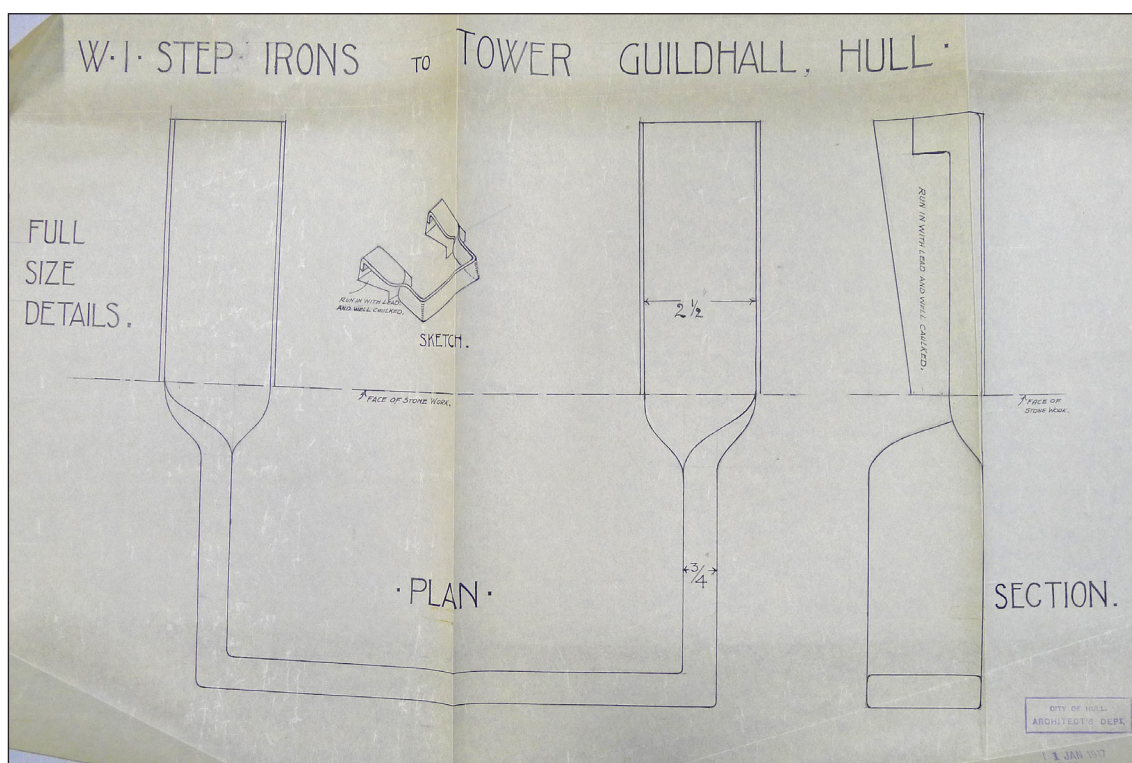 W·I· STEP IRONS TO TOWER GUILDHALL, HULL·
FULL
SIZE
DETAILS.
RUN IN WITH LEAD
AND WELL CAULKED.
SKETCH.
2 1/2
RUN IN WITH LEAD AND WELL CAULKED.
FACE OF STONE WORK.
FACE OF
STONE WORK.
3/4
·PLAN·
SECTION.
CITY OF HULL
ARCHITECT'S DEPT.
JAN